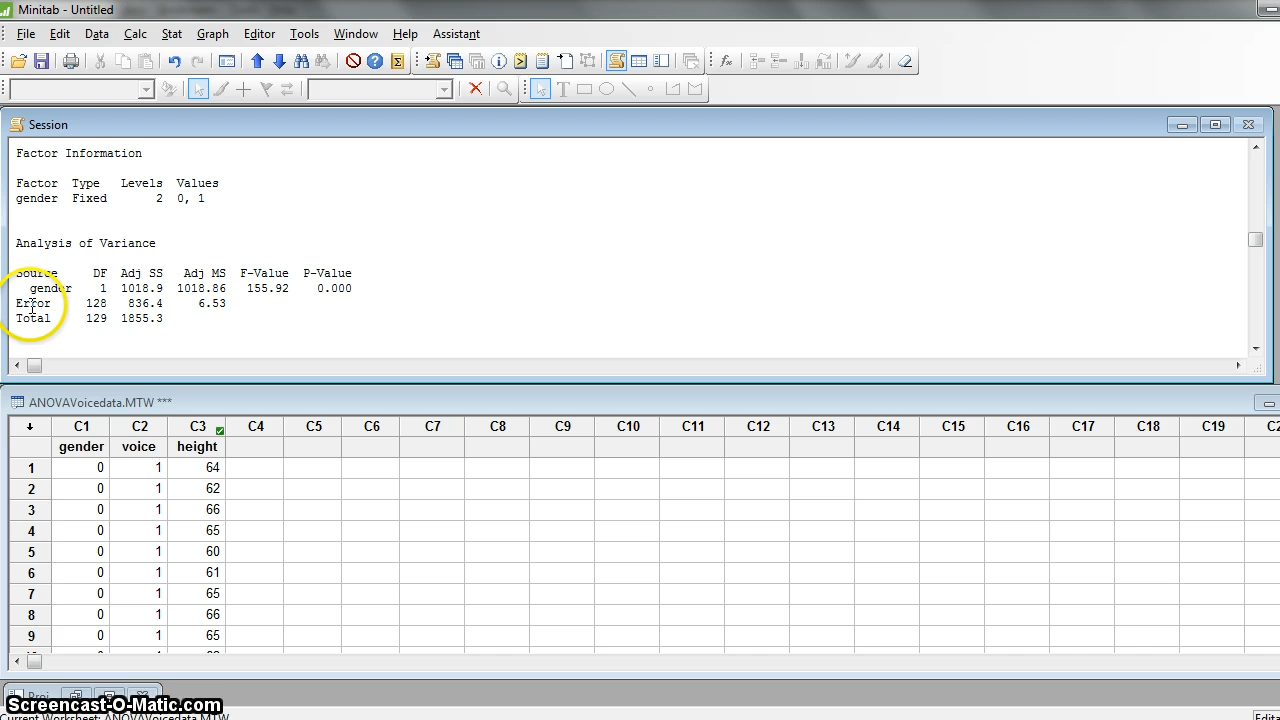 Minitab - Untitled
File Edit Data Calc Stat Graph Editor Tools Window Help Assistant
Session
Factor Information
Factor Type Levels Values
gender Fixed 2 0, 1
Analysis of Variance
Source DF Adj SS Adj MS F-Value P-Value
gender 1 1018.9 1018.86 155.92 0.000
Error 128 836.4 6.53
Total 129 1855.3
ANOVAVoicedata.MTW ***
C1 C2 C3 C4 C5 C6 C7 C8 C9 C10 C11 C12 C13 C14 C15 C16 C17 C18 C19
gender voice height
1 0 1 64
2 0 1 62
3 0 1 66
4 0 1 65
5 0 1 60
6 0 1 61
7 0 1 65
8 0 1 66
9 0 1 65
Proj
Screencast-O-Matic.com
Current Worksheet: ANOVAVoicedata.MTW